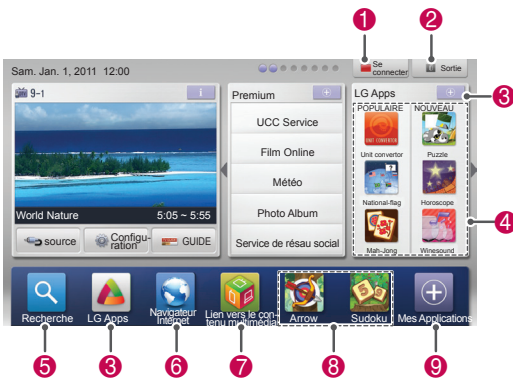 1
2
Se
connecter
Sortie
Sam. Jan. 1, 2011 12:00
9-1
i
Premium
LG Apps
3
POPULAIRE NOUVEAU
UNIT CONVERTOR
Unit convertor
Puzzle
National-flag
Horoscope
4
Mah-Jong
Winesound
UCC Service
Film Online
Météo
Photo Album
Service de résau social
World Nature 5:05 ~ 5:55
source
Configu-
ration
GUIDE
Recherche
LG Apps
Navigateur
Internet
Lien vers le con-
tenu multimédia
Arrow
Sudoku
Mes Applications
5
3
6
7
8
9